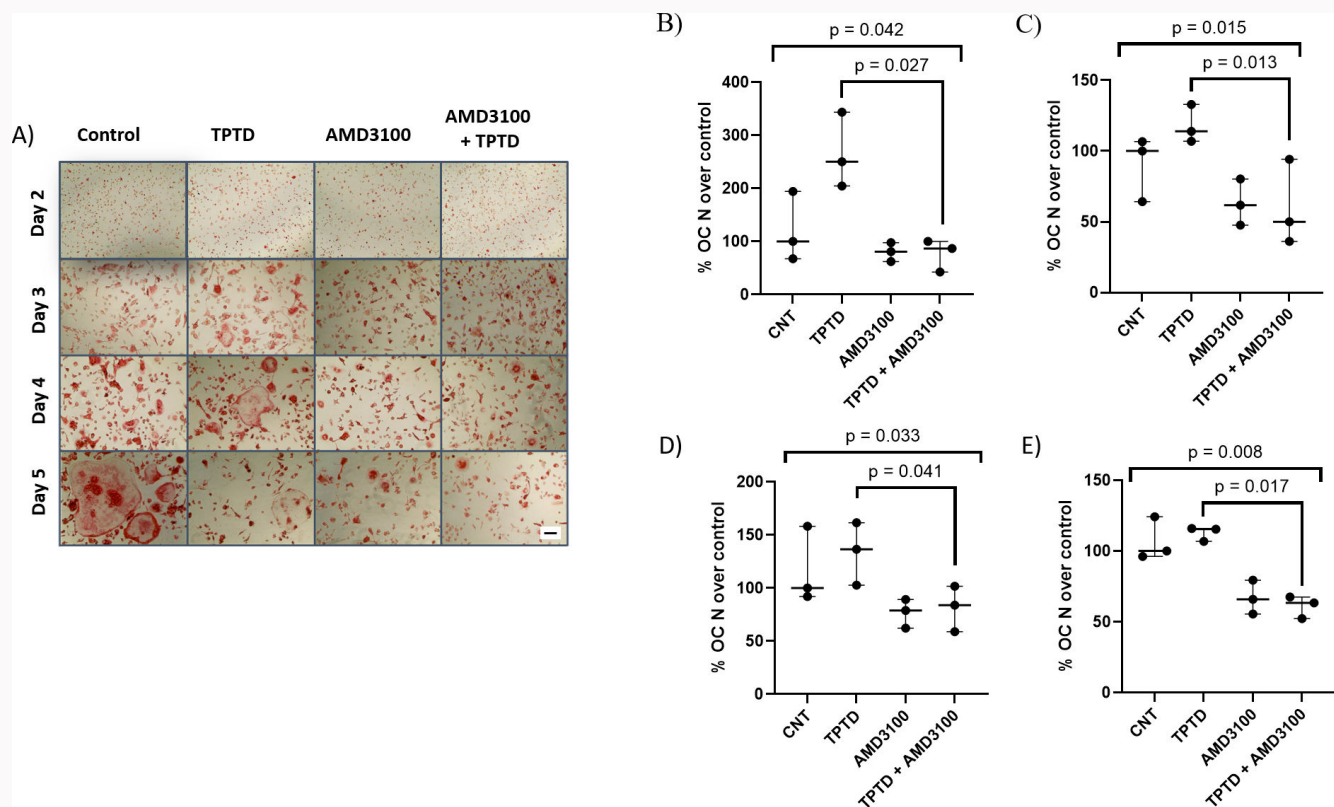 A)
Control
TPTD
AMD3100
AMD3100
+ TPTD
Day 2
Day 3
Day 4
Day 5
B)
p = 0.042
p = 0.027
% OC N over control
400
300
200
100
0
CNT
TPTD
AMD3100
TPTD + AMD3100
C)
p = 0.015
p = 0.013
% OC N over control
150
100
50
0
CNT
TPTD
AMD3100
TPTD + AMD3100
D)
p = 0.033
p = 0.041
% OC N over control
200
150
100
50
0
CNT
TPTD
AMD3100
TPTD + AMD3100
E)
p = 0.008
p = 0.017
% OC N over control
150
100
50
0
CNT
TPTD
AMD3100
TPTD + AMD3100